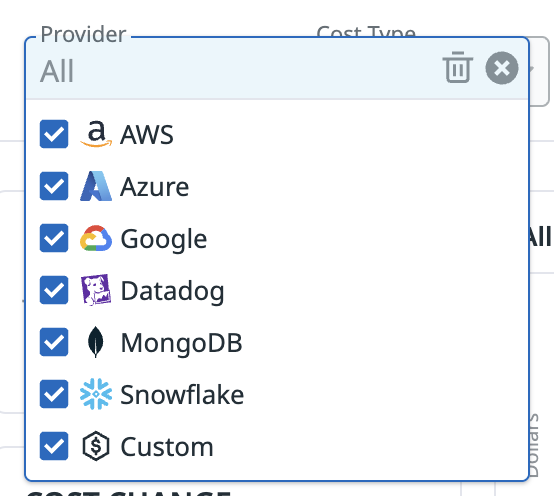 Provider
Cost Type
All
AWS
Azure
Google
Datadog
MongoDB
Snowflake
Custom
All
Dollars
COST CHANGE